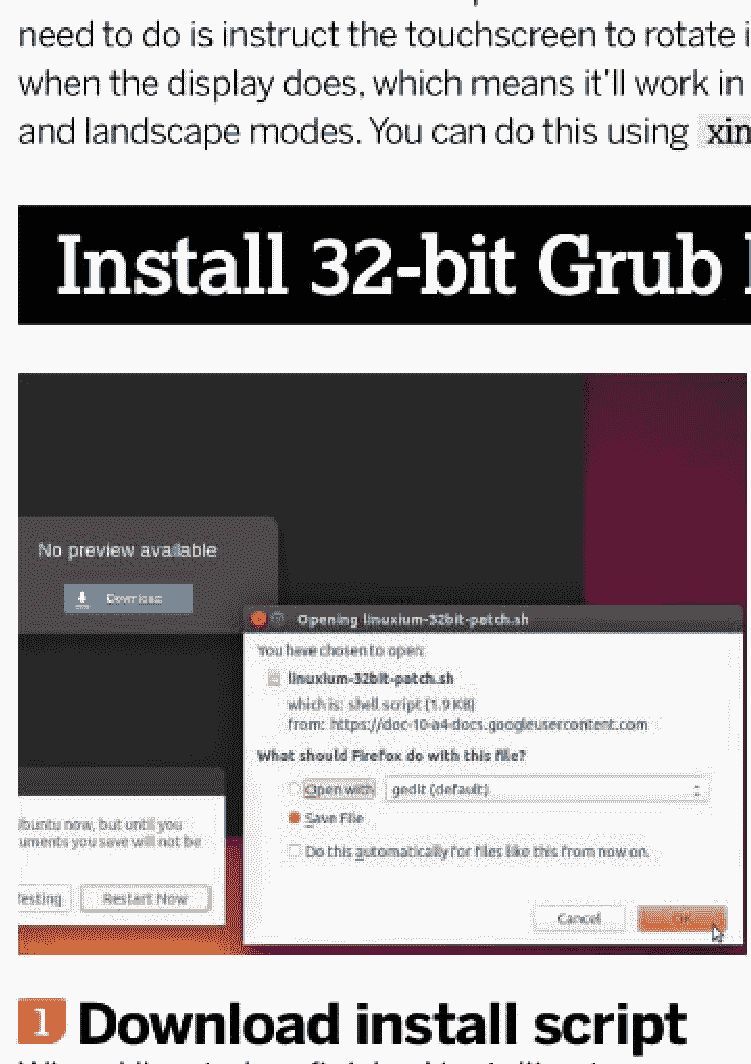 need to do is instruct the touchscreen to rotate i
when the display does, which means it'll work in
and landscape modes. You can do this using xin
Install 32-bit Grub
No preview available
Download
Opening linuxium-32bit-patch.sh
You have chosen to open:
linuxium-32bit-patch.sh
which is: shell script (1.9 KB)
from: https://doc-10-a4-docs.googleusercontent.com
What should Firefox do with this file?
Open with gedit (default)
Save File
Do this automatically for files like this from now on.
Cancel OK
buntu now, but until you
uments you save will not be
Testing Restart Now
1 Download install script